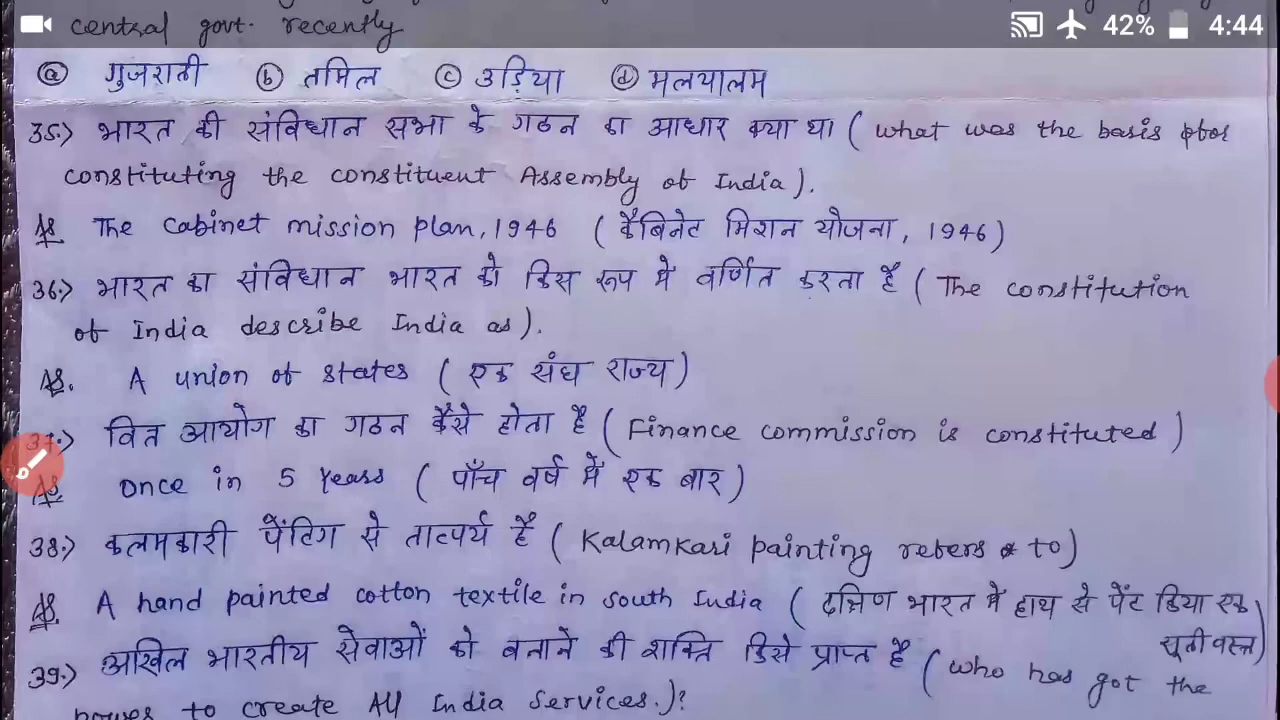 42% 4:44
central govt. recently
ⓐ गुजराती ⓑ तमिल ⓒ उड़िया ⓓ मलयालम
35.> भारत की संविधान सभा के गठन का आधार क्या था ( what was the basis for
constituting the constituent Assembly of India ).
As The Cabinet mission plan, 1946 ( कैबिनेट मिशन योजना, 1946 )
36.> भारत का संविधान भारत को किस रूप में वर्णित करता है ( The constitution
of India describe India as ).
As. A union of states ( एक संघ राज्य )
37.> वित आयोग का गठन कैसे होता है ( Finance commission is constituted )
As once in 5 years ( पाँच वर्ष में एक बार )
38.> कलमकारी पेंटिग से तात्पर्य है ( Kalamkari painting refers to )
As. A hand painted cotton textile in south India ( दक्षिण भारत में हाथ से पेंट किया एक
सूती वस्त्र )
39.> अखिल भारतीय सेवाओं को बनाने की शक्ति किसे प्राप्त है ( who has got the
power to create All India Services. )?